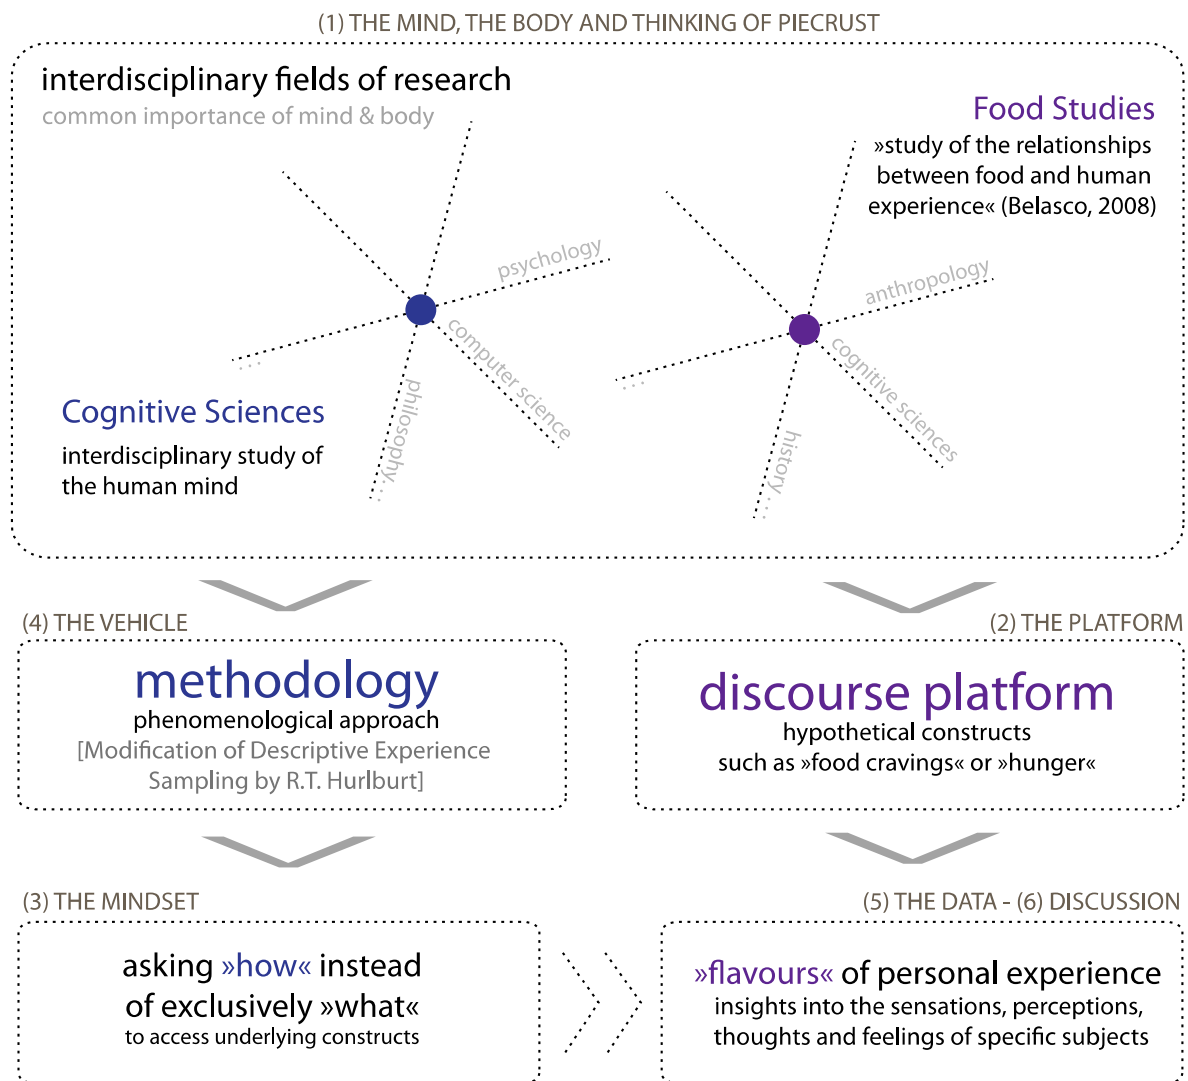 (1) THE MIND, THE BODY AND THINKING OF PIECRUST
interdisciplinary fields of research
common importance of mind & body
Food Studies
»study of the relationships
between food and human
experience« (Belasco, 2008)
psychology
computer science
philosophy
...
...
anthropology
cognitive sciences
history
...
...
Cognitive Sciences
interdisciplinary study of
the human mind
(4) THE VEHICLE
methodology
phenomenological approach
[Modification of Descriptive Experience
Sampling by R.T. Hurlburt]
(2) THE PLATFORM
discourse platform
hypothetical constructs
such as »food cravings« or »hunger«
(3) THE MINDSET
asking »how« instead
of exclusively »what«
to access underlying constructs
(5) THE DATA - (6) DISCUSSION
»flavours« of personal experience
insights into the sensations, perceptions,
thoughts and feelings of specific subjects